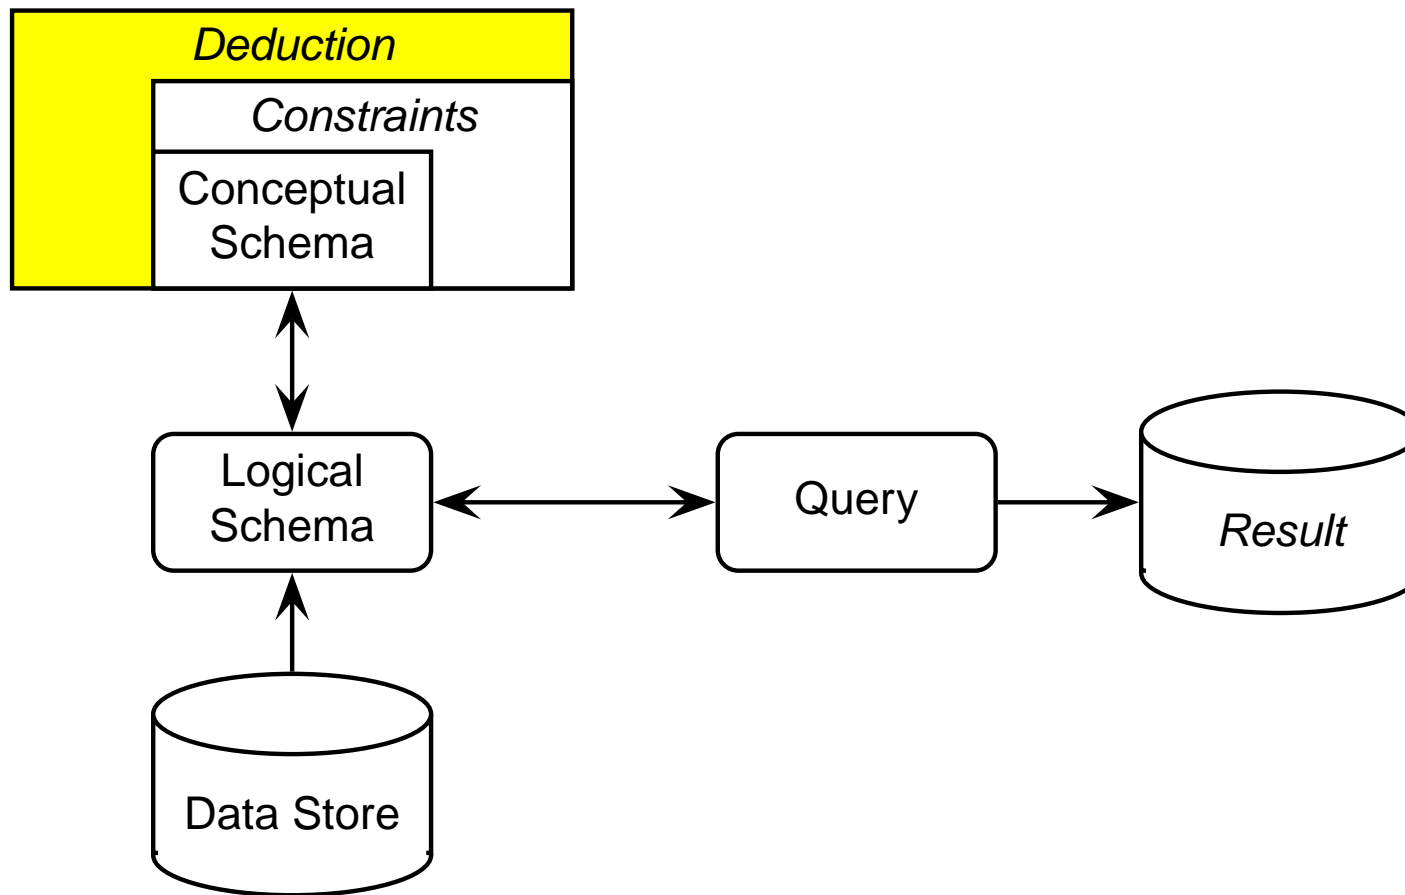 Deduction
Constraints
Conceptual
Schema
Logical
Schema
Query
Result
Data Store